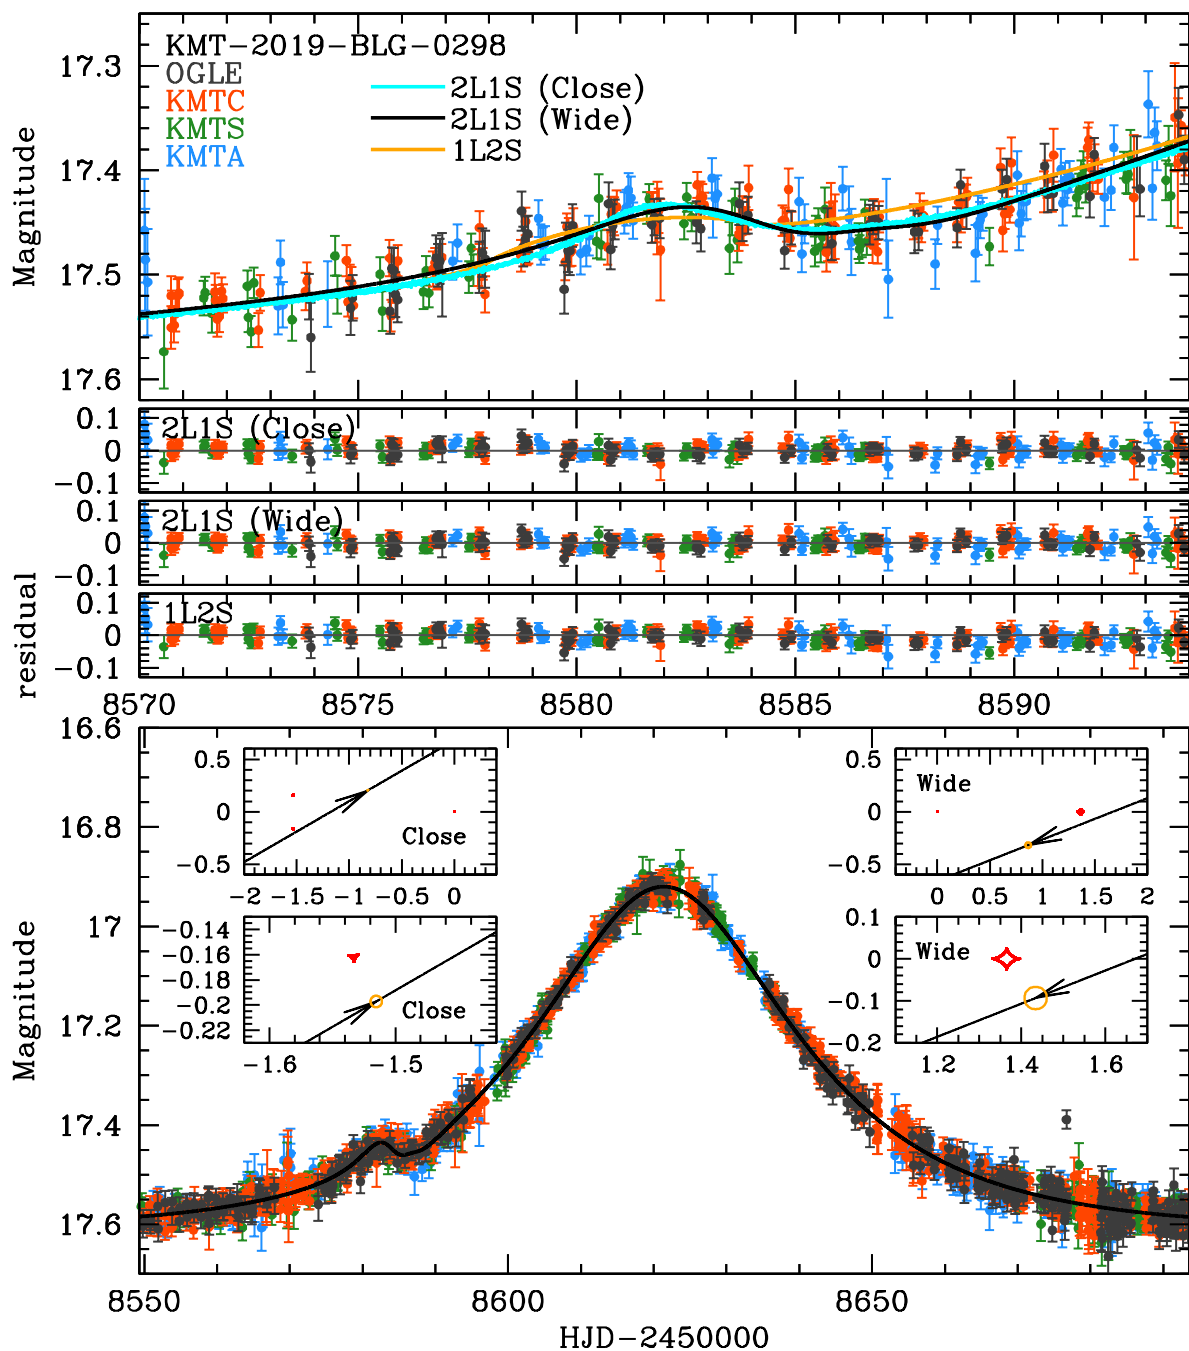 KMT-2019-BLG-0298
OGLE
KMTC
KMTS
KMTA
2L1S (Close)
2L1S (Wide)
1L2S
Magnitude
17.3
17.4
17.5
17.6
2L1S (Close)
0.1
0
-0.1
2L1S (Wide)
0.1
0
-0.1
1L2S
0.1
0
-0.1
residual
8570 8575 8580 8585 8590
Magnitude
16.6
16.8
17
17.2
17.4
17.6
0.5
0
-0.5
Close
-2 -1.5 -1 -0.5 0
-0.14
-0.16
-0.18
-0.2
-0.22
Close
-1.6 -1.5
0.5
0
-0.5
Wide
0 0.5 1 1.5 2
0.1
0
-0.1
-0.2
Wide
1.2 1.4 1.6
8550 8600 8650
HJD-2450000